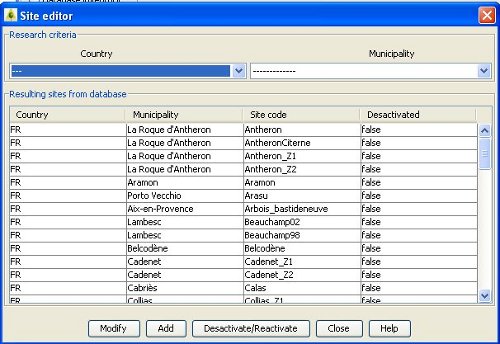 Site editor
Research criteria
Country Municipality
--- -------------
Resulting sites from database
Country Municipality Site code Desactivated
FR La Roque d'Antheron Antheron false
FR La Roque d'Antheron AntheronCiterne false
FR La Roque d'Antheron Antheron_Z1 false
FR La Roque d'Antheron Antheron_Z2 false
FR Aramon Aramon false
FR Porto Vecchio Arasu false
FR Aix-en-Provence Arbois_bastideneuve false
FR Lambesc Beauchamp02 false
FR Lambesc Beauchamp98 false
FR Belcodène Belcodène false
FR Cadenet Cadenet_Z1 false
FR Cadenet Cadenet_Z2 false
FR Cabriès Calas false
FR Collias Collias_Z1 false
Modify Add Desactivate/Reactivate Close Help